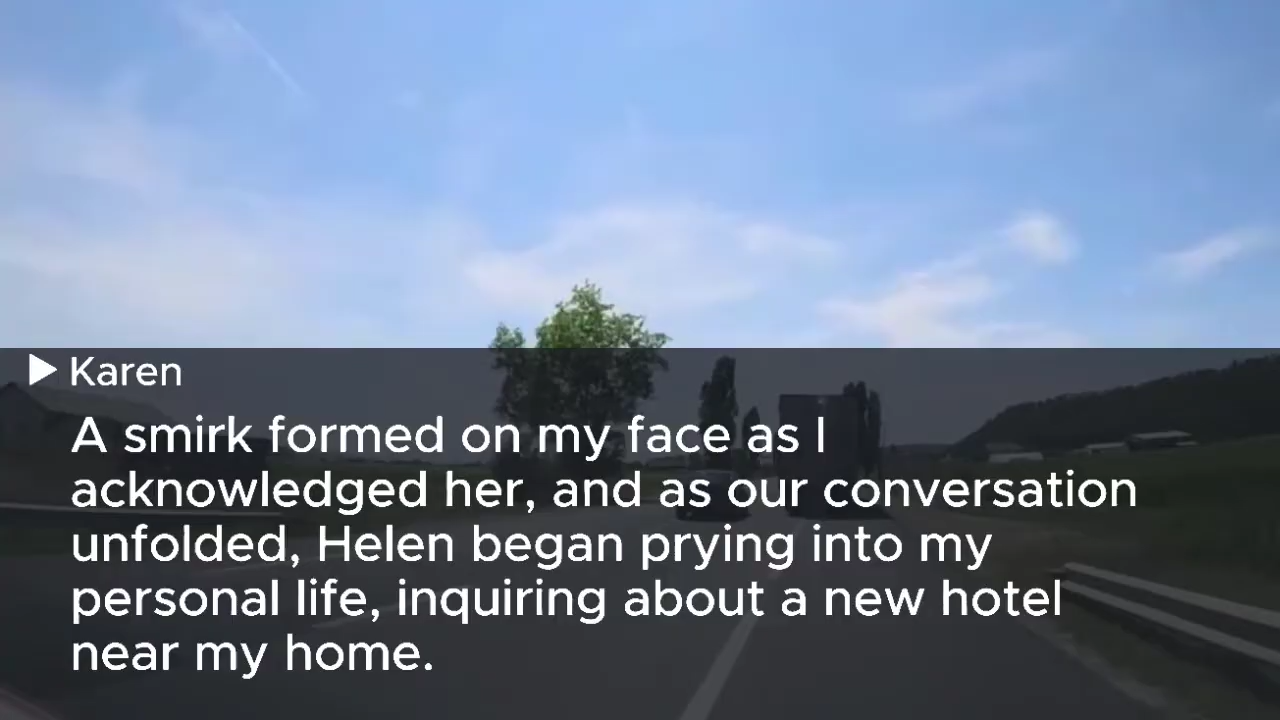 Karen
A smirk formed on my face as I
acknowledged her, and as our conversation
unfolded, Helen began prying into my
personal life, inquiring about a new hotel
near my home.